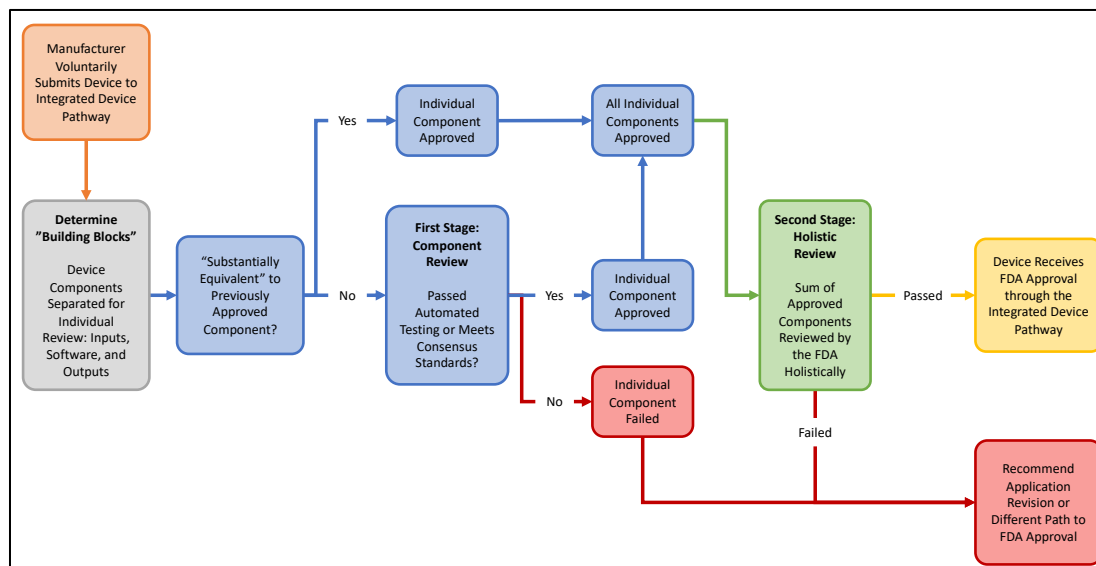 Manufacturer
Voluntarily
Submits Device to
Integrated Device
Pathway
Determine
”Building Blocks”
Device
Components
Separated for
Individual
Review: Inputs,
Software, and
Outputs
“Substantially
Equivalent” to
Previously
Approved
Component?
Yes
Individual
Component
Approved
All Individual
Components
Approved
No
First Stage:
Component
Review
Passed
Automated
Testing or Meets
Consensus
Standards?
Yes
Individual
Component
Approved
No
Individual
Component
Failed
Second Stage:
Holistic
Review
Sum of
Approved
Components
Reviewed by
the FDA
Holistically
Passed
Device Receives
FDA Approval
through the
Integrated Device
Pathway
Failed
Recommend
Application
Revision or
Different Path to
FDA Approval